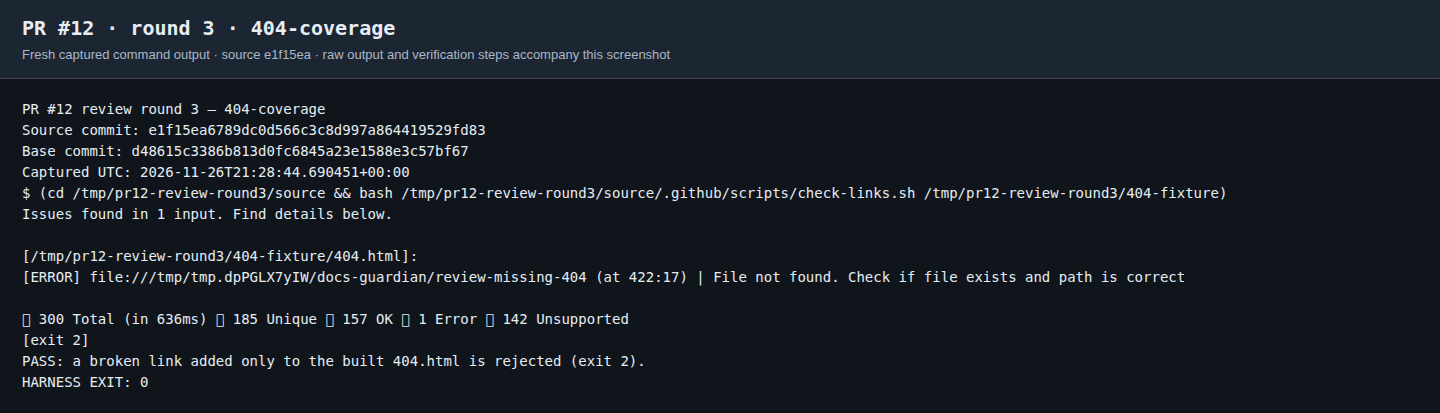 PR #12 · round 3 · 404-coverage
Fresh captured command output · source e1f15ea · raw output and verification steps accompany this screenshot
PR #12 review round 3 — 404-coverage
Source commit: e1f15ea6789dc0d566c3c8d997a864419529fd83
Base commit: d48615c3386b813d0fc6845a23e1588e3c57bf67
Captured UTC: 2026-11-26T21:28:44.690451+00:00
$ (cd /tmp/pr12-review-round3/source && bash /tmp/pr12-review-round3/source/.github/scripts/check-links.sh /tmp/pr12-review-round3/404-fixture)
Issues found in 1 input. Find details below.
[/tmp/pr12-review-round3/404-fixture/404.html]:
[ERROR] file:///tmp/tmp.dpPGLX7yIW/docs-guardian/review-missing-404 (at 422:17) | File not found. Check if file exists and path is correct
300 Total (in 636ms) 185 Unique 157 OK 1 Error 142 Unsupported
[exit 2]
PASS: a broken link added only to the built 404.html is rejected (exit 2).
HARNESS EXIT: 0